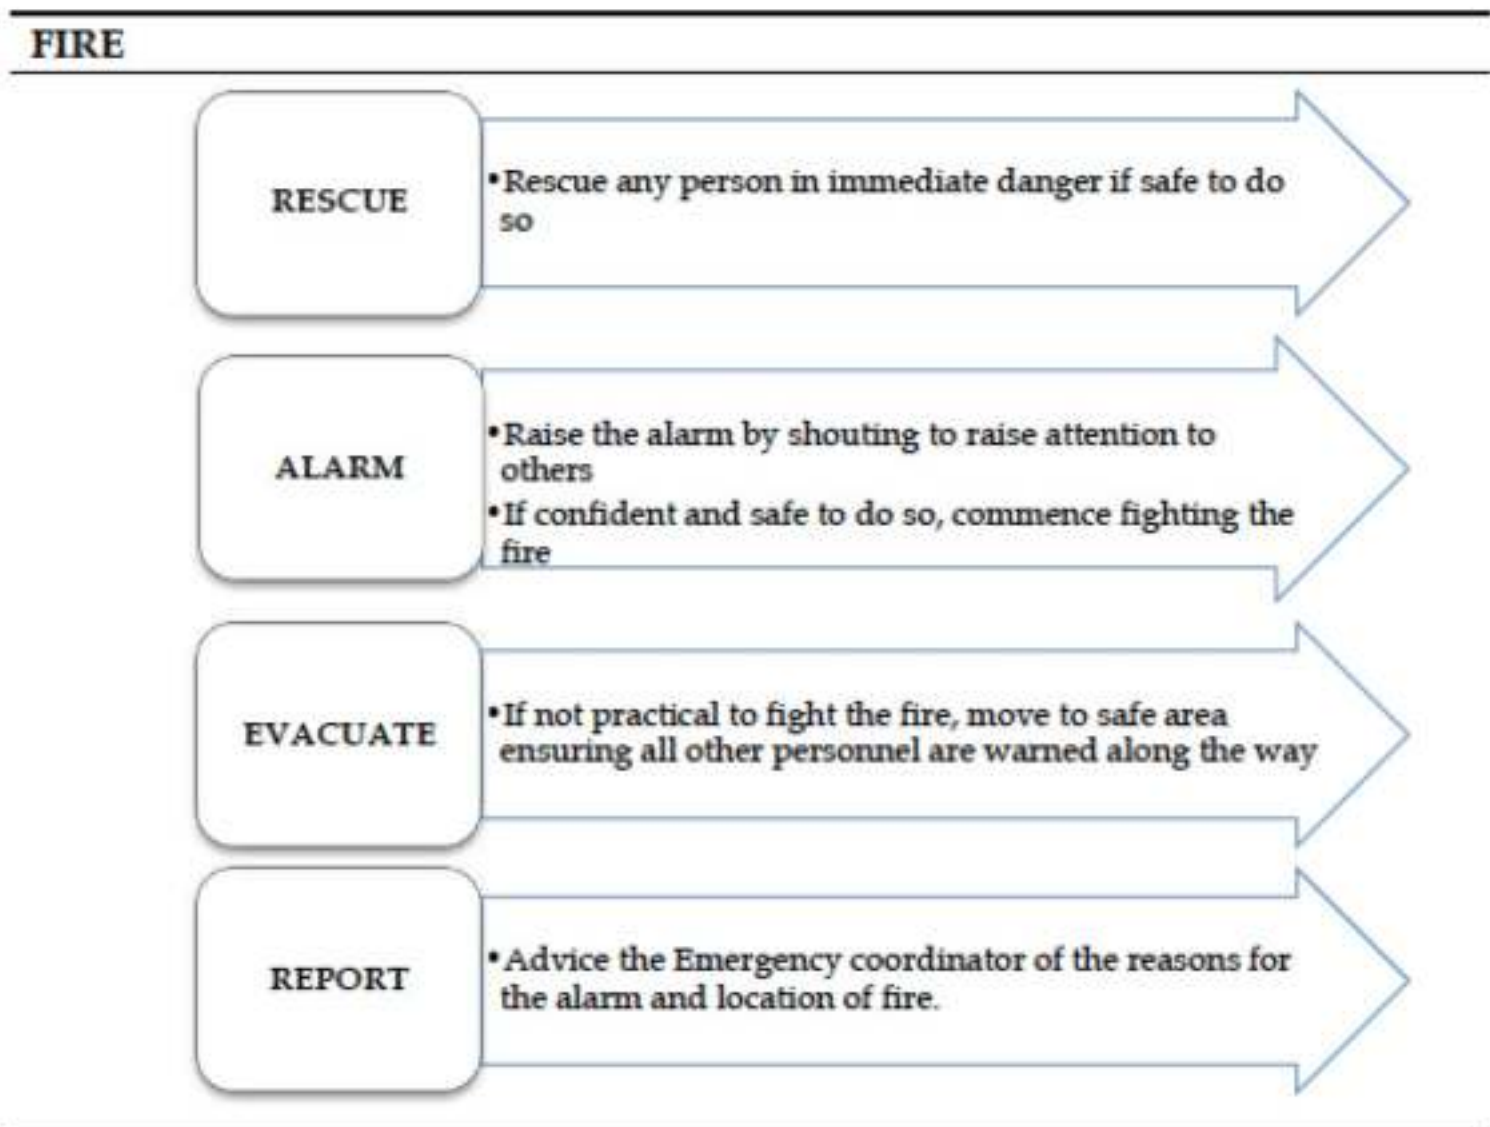 FIRE
RESCUE
•Rescue any person in immediate danger if safe to do
so
ALARM
•Raise the alarm by shouting to raise attention to
others
•If confident and safe to do so, commence fighting the
fire
EVACUATE
•If not practical to fight the fire, move to safe area
ensuring all other personnel are warned along the way
REPORT
•Advice the Emergency coordinator of the reasons for
the alarm and location of fire.